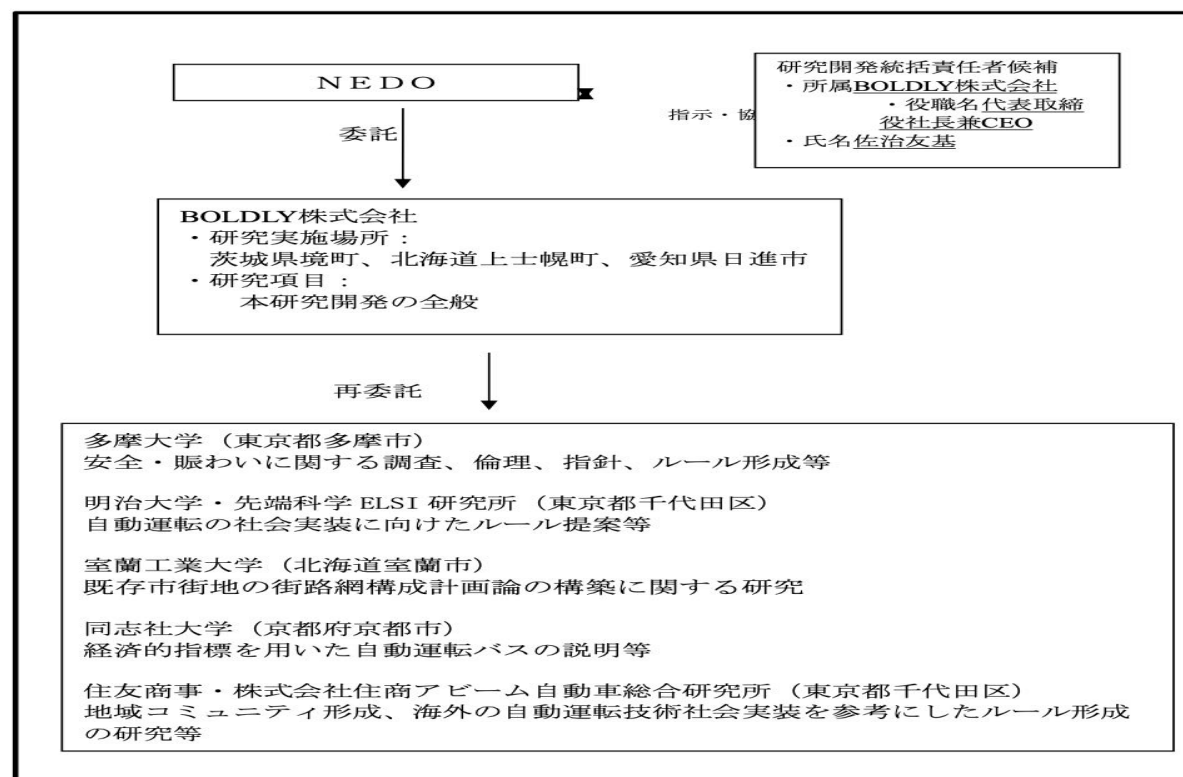 NEDO
研究開発統括責任者候補
・所属BOLDLY株式会社
・役職名代表取締
役社長兼CEO
・氏名佐治友基
指示・協
委託
BOLDLY株式会社
・研究実施場所：
茨城県境町、北海道上士幌町、愛知県日進市
・研究項目：
本研究開発の全般
再委託
多摩大学（東京都多摩市）
安全・賑わいに関する調査、倫理、指針、ルール形成等
明治大学・先端科学 ELSI 研究所（東京都千代田区）
自動運転の社会実装に向けたルール提案等
室蘭工業大学（北海道室蘭市）
既存市街地の街路網構成計画論の構築に関する研究
同志社大学（京都府京都市）
経済的指標を用いた自動運転バスの説明等
住友商事・株式会社住商アビーム自動車総合研究所（東京都千代田区）
地域コミュニティ形成、海外の自動運転技術社会実装を参考にしたルール形成
の研究等